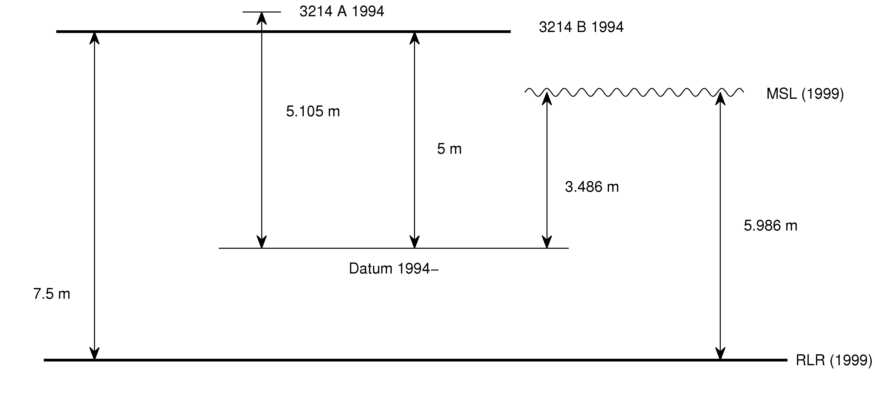 3214 A 1994
3214 B 1994
MSL (1999)
5.105 m
5 m
3.486 m
5.986 m
Datum 1994–
7.5 m
RLR (1999)